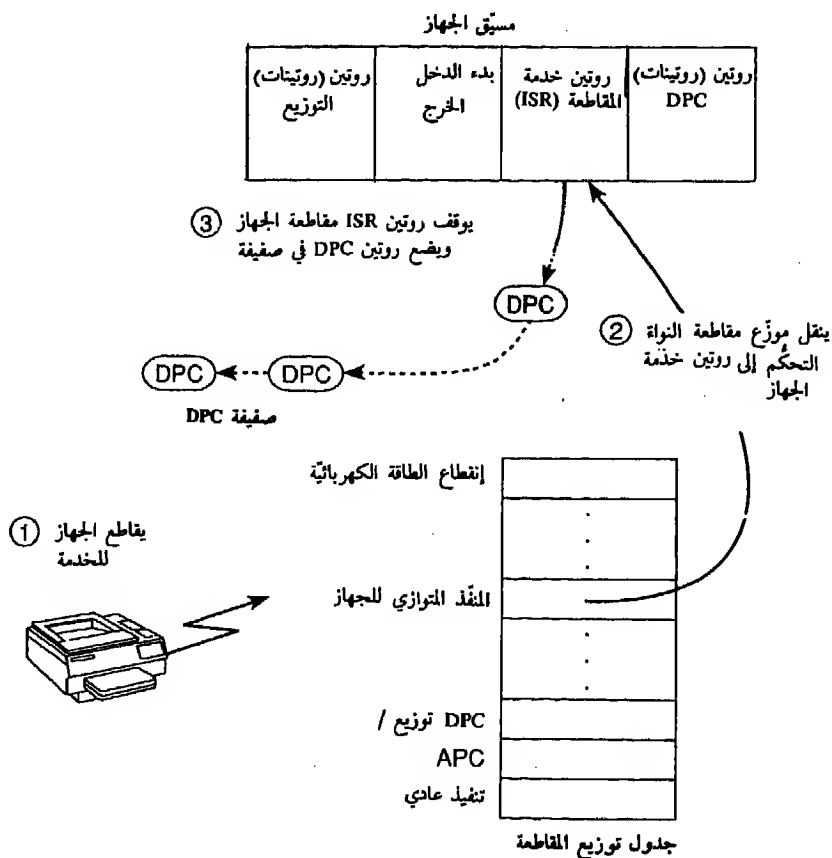 مسيّق الجهاز
روتين (روتينات) التوزيع
بدء الدخل الخرج
روتين خدمة المقاطعة (ISR)
روتين (روتينات) DPC
③ يوقف روتين ISR مقاطعة الجهاز
ويضع روتين DPC في صفيفة
DPC
② ينقل موزّع مقاطعة النواة
التحكُّم إلى روتين خدمة
الجهاز
DPC
DPC
صفيفة DPC
إنقطاع الطاقة الكهربائيّة
① يقاطع الجهاز
للخدمة
المنفّذ المتوازي للجهاز
DPC توزيع /
APC
تنفيذ عادي
جدول توزيع المقاطعة